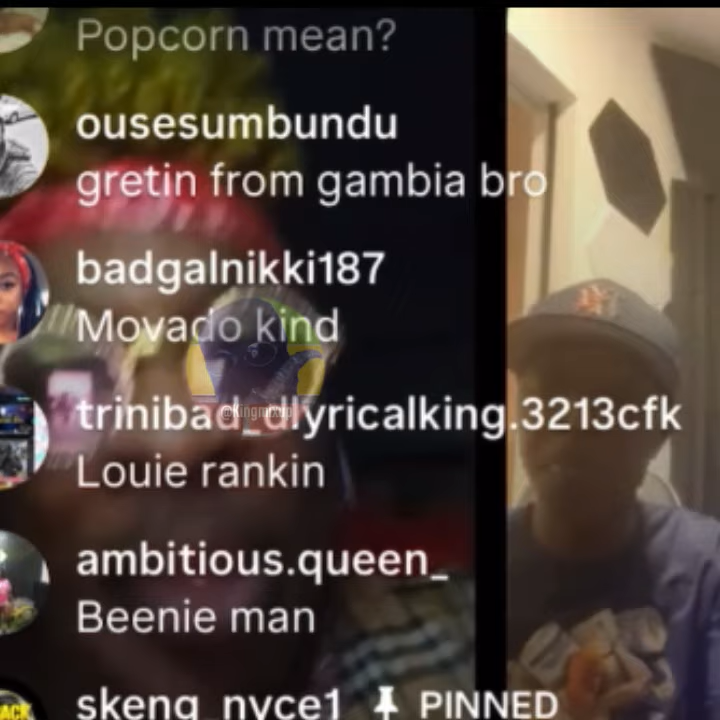 Popcorn mean?
ousesumbundu
gretin from gambia bro
badgalnikki187
Movado kind
@Kingmixup
trinibad_dlyricalking.3213cfk
Louie rankin
ambitious.queen_
Beenie man
skeng_nyce1 PINNED